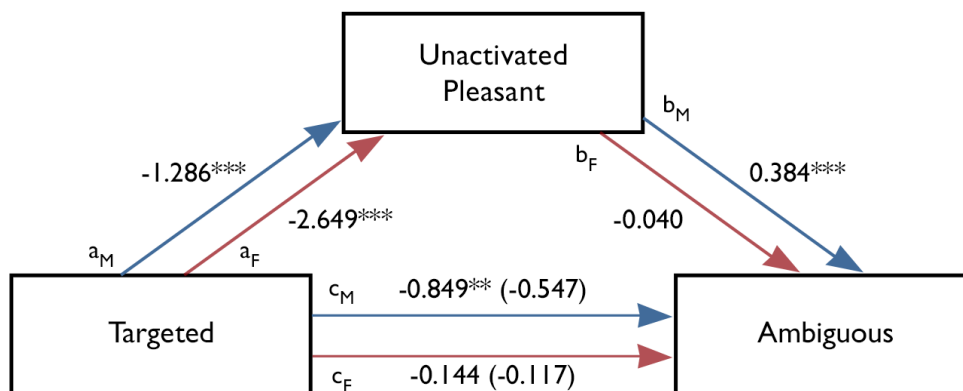 Unactivated
Pleasant
b_M
b_F
-1.286***
0.384***
-2.649***
-0.040
a_M
a_F
Targeted
c_M
-0.849** (-0.547)
Ambiguous
c_F
-0.144 (-0.117)